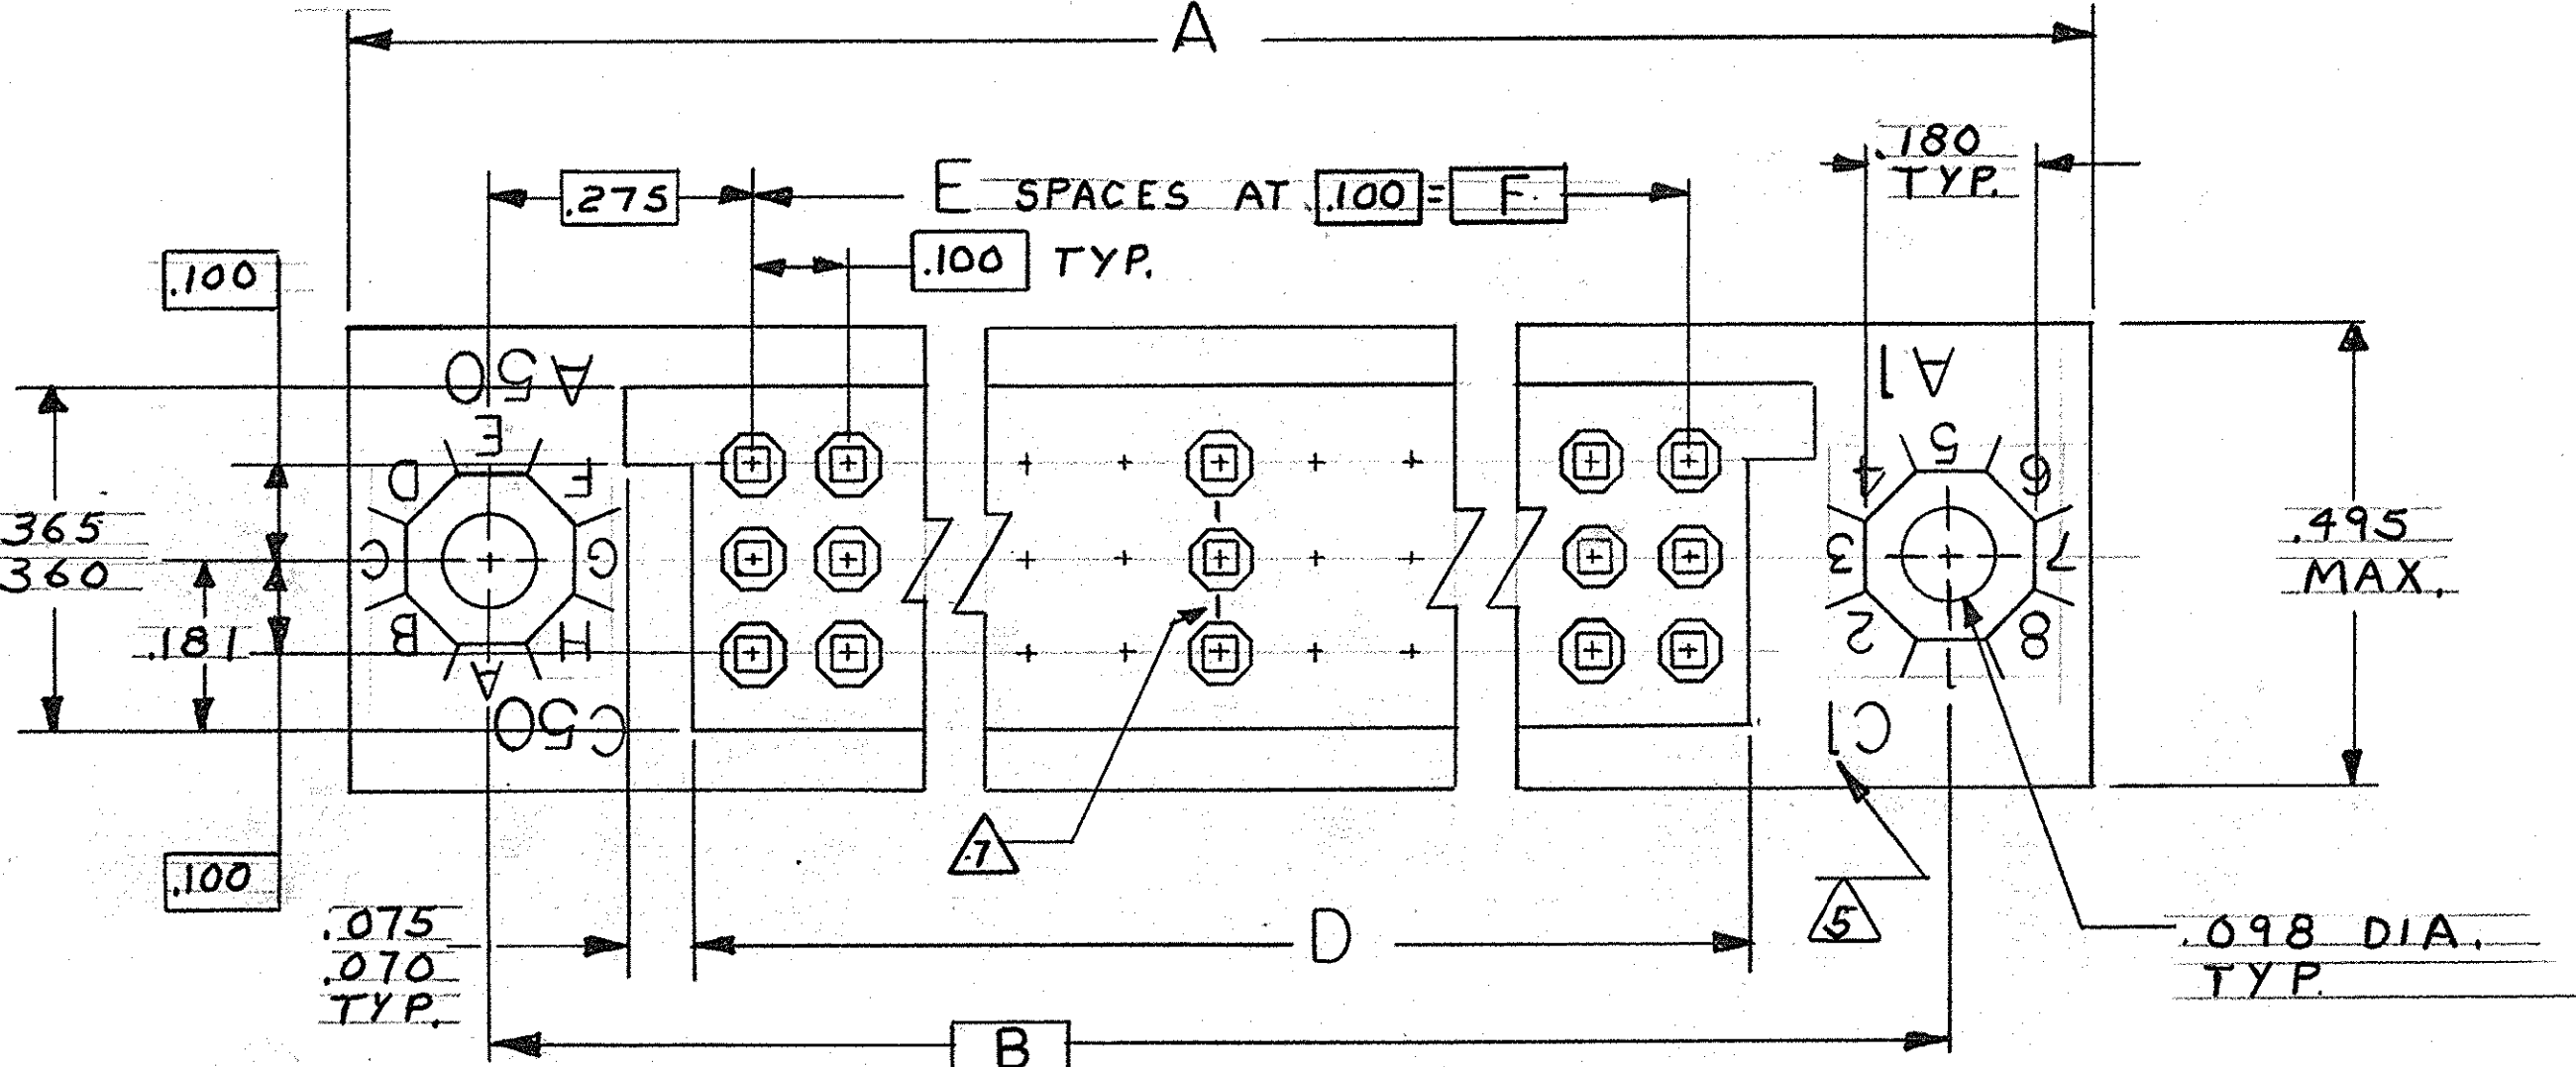 A
.180
TYP.
.275
E SPACES AT .100 = F.
.100 TYP.
.100
A50
A1
E
D
F
C
G
B
H
A
C50
5
4
6
3
7
2
8
1
C1
365
360
.181
.495
MAX.
7
5
.100
.075
.070
TYP.
D
.098 DIA.
TYP.
B